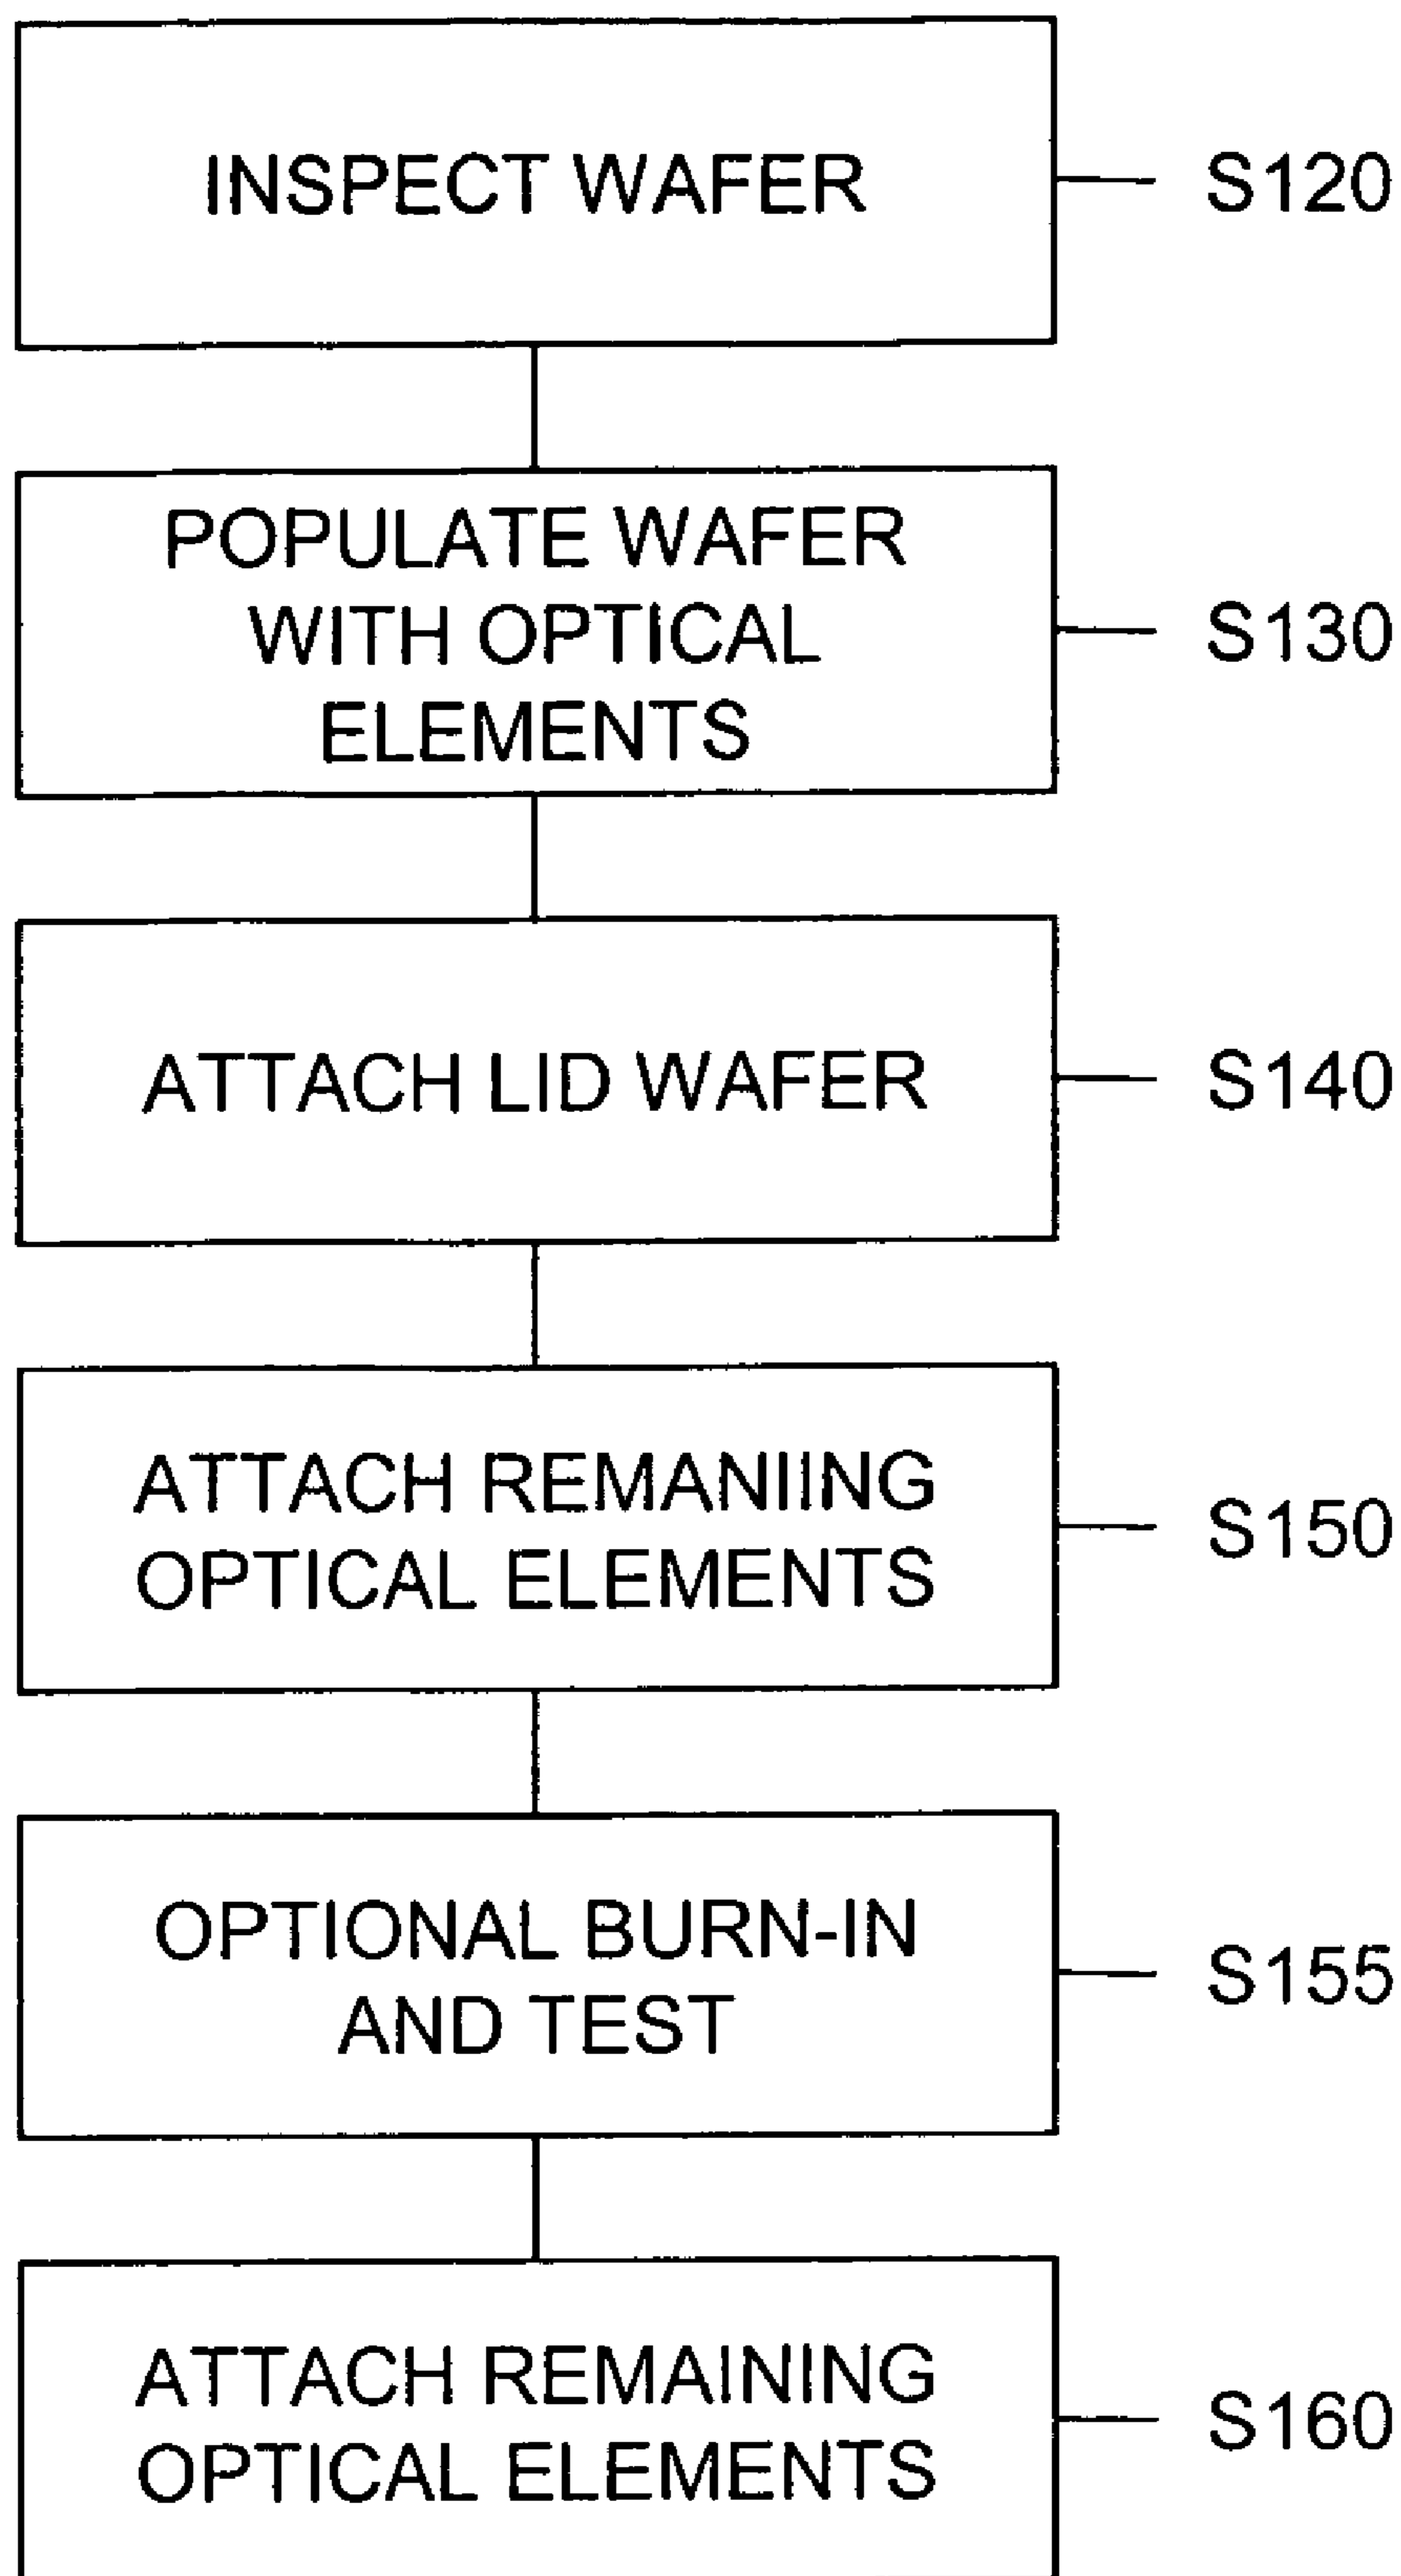 INSPECT WAFER
S120
POPULATE WAFER
WITH OPTICAL
ELEMENTS
S130
ATTACH LID WAFER
S140
ATTACH REMANIING
OPTICAL ELEMENTS
S150
OPTIONAL BURN-IN
AND TEST
S155
ATTACH REMAINING
OPTICAL ELEMENTS
S160